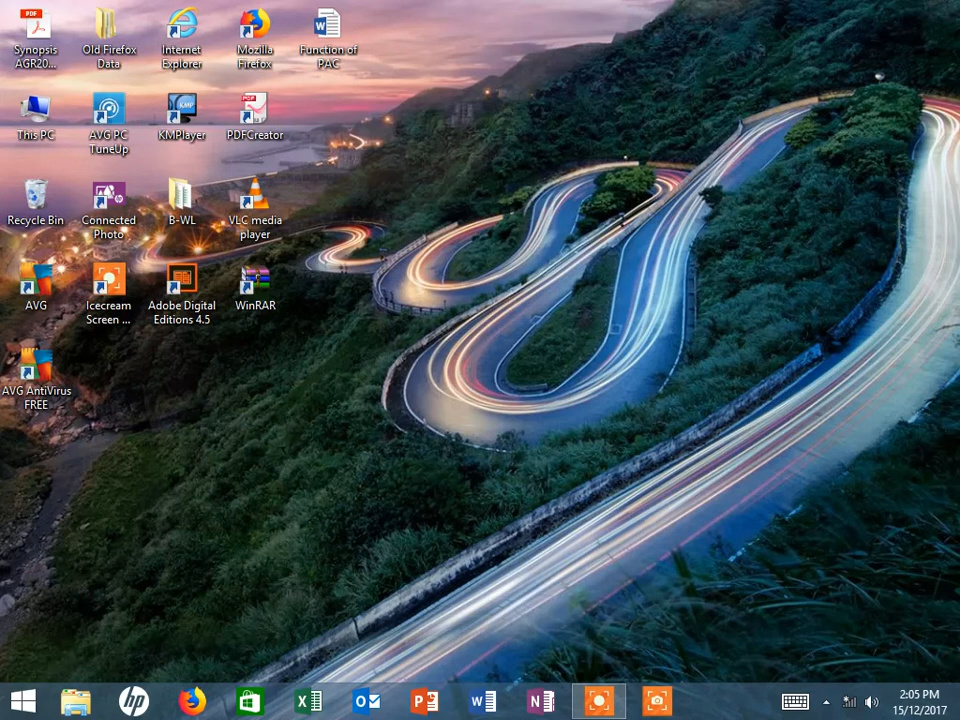 Synopsis
AGR20...
Old Firefox
Data
Internet
Explorer
Mozilla
Firefox
Function of
PAC
This PC
AVG PC
TuneUp
KMPlayer
PDFCreator
Recycle Bin
Connected
Photo
B-WL
VLC media
player
AVG
Icecream
Screen ...
Adobe Digital
Editions 4.5
WinRAR
AVG AntiVirus
FREE
2:05 PM
15/12/2017